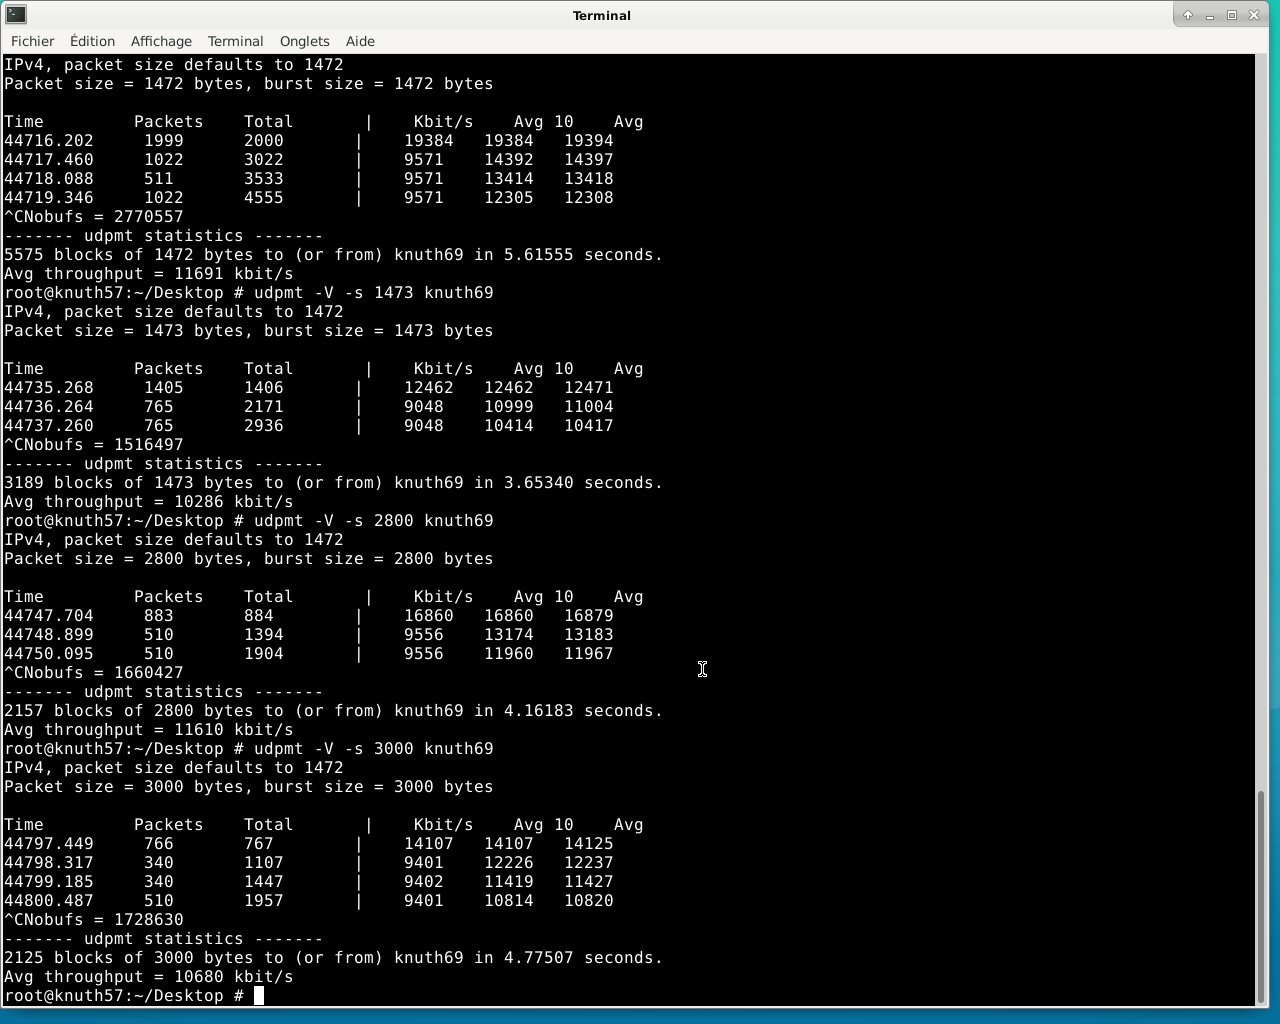 Terminal
Fichier Édition Affichage Terminal Onglets Aide
IPv4, packet size defaults to 1472
Packet size = 1472 bytes, burst size = 1472 bytes
Time Packets Total | Kbit/s Avg 10 Avg
44716.202 1999 2000 | 19384 19384 19394
44717.460 1022 3022 | 9571 14392 14397
44718.088 511 3533 | 9571 13414 13418
44719.346 1022 4555 | 9571 12305 12308
^CNobufs = 2770557
------- udpmt statistics -------
5575 blocks of 1472 bytes to (or from) knuth69 in 5.61555 seconds.
Avg throughput = 11691 kbit/s
root@knuth57:~/Desktop # udpmt -V -s 1473 knuth69
IPv4, packet size defaults to 1472
Packet size = 1473 bytes, burst size = 1473 bytes
Time Packets Total | Kbit/s Avg 10 Avg
44735.268 1405 1406 | 12462 12462 12471
44736.264 765 2171 | 9048 10999 11004
44737.260 765 2936 | 9048 10414 10417
^CNobufs = 1516497
------- udpmt statistics -------
3189 blocks of 1473 bytes to (or from) knuth69 in 3.65340 seconds.
Avg throughput = 10286 kbit/s
root@knuth57:~/Desktop # udpmt -V -s 2800 knuth69
IPv4, packet size defaults to 1472
Packet size = 2800 bytes, burst size = 2800 bytes
Time Packets Total | Kbit/s Avg 10 Avg
44747.704 883 884 | 16860 16860 16879
44748.899 510 1394 | 9556 13174 13183
44750.095 510 1904 | 9556 11960 11967
^CNobufs = 1660427
------- udpmt statistics -------
2157 blocks of 2800 bytes to (or from) knuth69 in 4.16183 seconds.
Avg throughput = 11610 kbit/s
root@knuth57:~/Desktop # udpmt -V -s 3000 knuth69
IPv4, packet size defaults to 1472
Packet size = 3000 bytes, burst size = 3000 bytes
Time Packets Total | Kbit/s Avg 10 Avg
44797.449 766 767 | 14107 14107 14125
44798.317 340 1107 | 9401 12226 12237
44799.185 340 1447 | 9402 11419 11427
44800.487 510 1957 | 9401 10814 10820
^CNobufs = 1728630
------- udpmt statistics -------
2125 blocks of 3000 bytes to (or from) knuth69 in 4.77507 seconds.
Avg throughput = 10680 kbit/s
root@knuth57:~/Desktop #